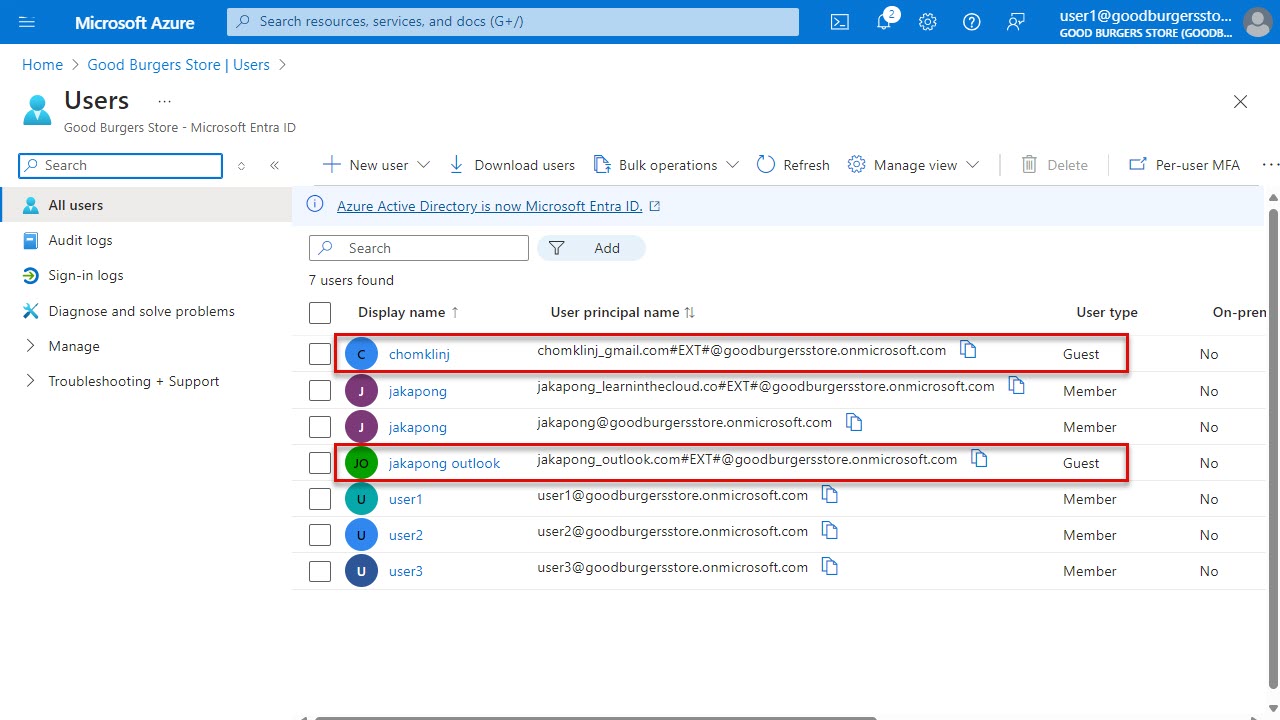 Microsoft Azure
Search resources, services, and docs (G+/)
2
user1@goodburgerssto...
GOOD BURGERS STORE (GOODB...
Home > Good Burgers Store | Users >
Users ...
Good Burgers Store - Microsoft Entra ID
Search
New user
Download users
Bulk operations
Refresh
Manage view
Delete
Per-user MFA
...
All users
Audit logs
Sign-in logs
Diagnose and solve problems
Manage
Troubleshooting + Support
Azure Active Directory is now Microsoft Entra ID.
Search
Add
7 users found
Display name ↑ User principal name ↑↓ User type On-pren
C chomklinj chomklinj_gmail.com#EXT#@goodburgersstore.onmicrosoft.com Guest No
J jakapong jakapong_learninthecloud.co#EXT#@goodburgersstore.onmicrosoft.com Member No
J jakapong jakapong@goodburgersstore.onmicrosoft.com Member No
JO jakapong outlook jakapong_outlook.com#EXT#@goodburgersstore.onmicrosoft.com Guest No
U user1 user1@goodburgersstore.onmicrosoft.com Member No
U user2 user2@goodburgersstore.onmicrosoft.com Member No
U user3 user3@goodburgersstore.onmicrosoft.com Member No